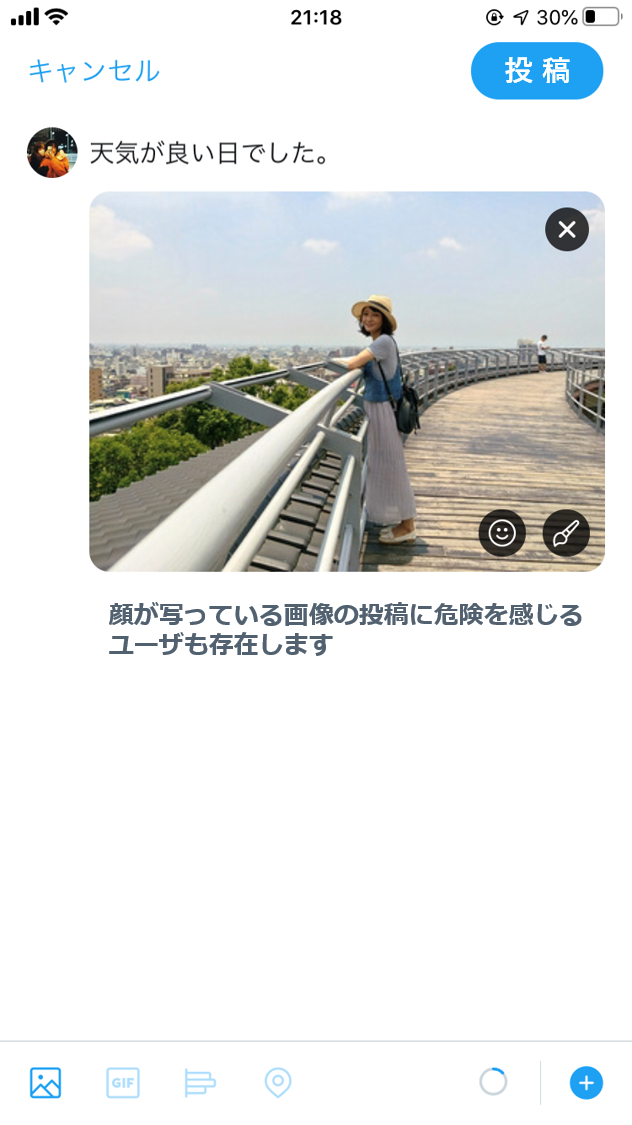 21:18
30%
キャンセル
投稿
天気が良い日でした。
顔が写っている画像の投稿に危険を感じる
ユーザも存在します
GIF